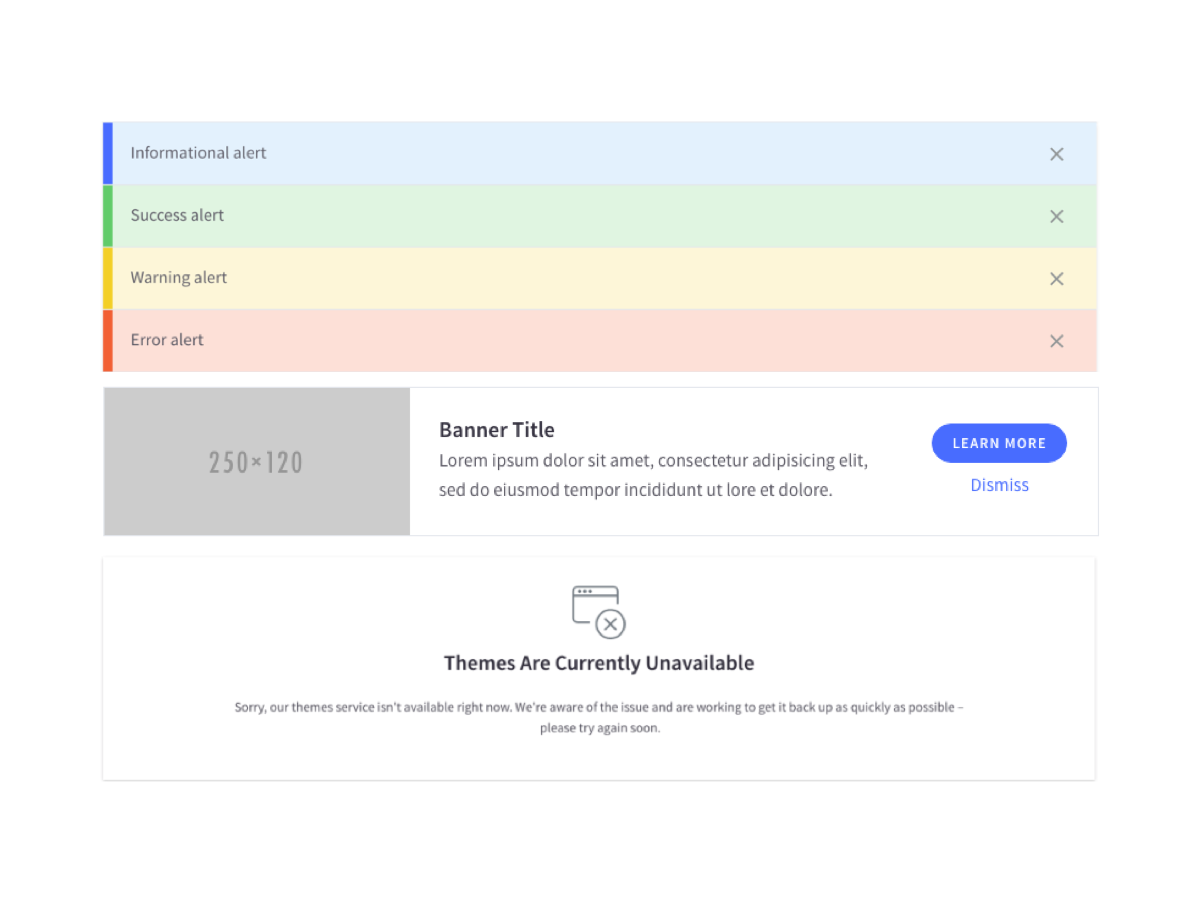 Informational alert
Success alert
Warning alert
Error alert
250×120
Banner Title
Lorem ipsum dolor sit amet, consectetur adipisicing elit,
sed do eiusmod tempor incididunt ut lore et dolore.
LEARN MORE
Dismiss
Themes Are Currently Unavailable
Sorry, our themes service isn't available right now. We're aware of the issue and are working to get it back up as quickly as possible –
please try again soon.